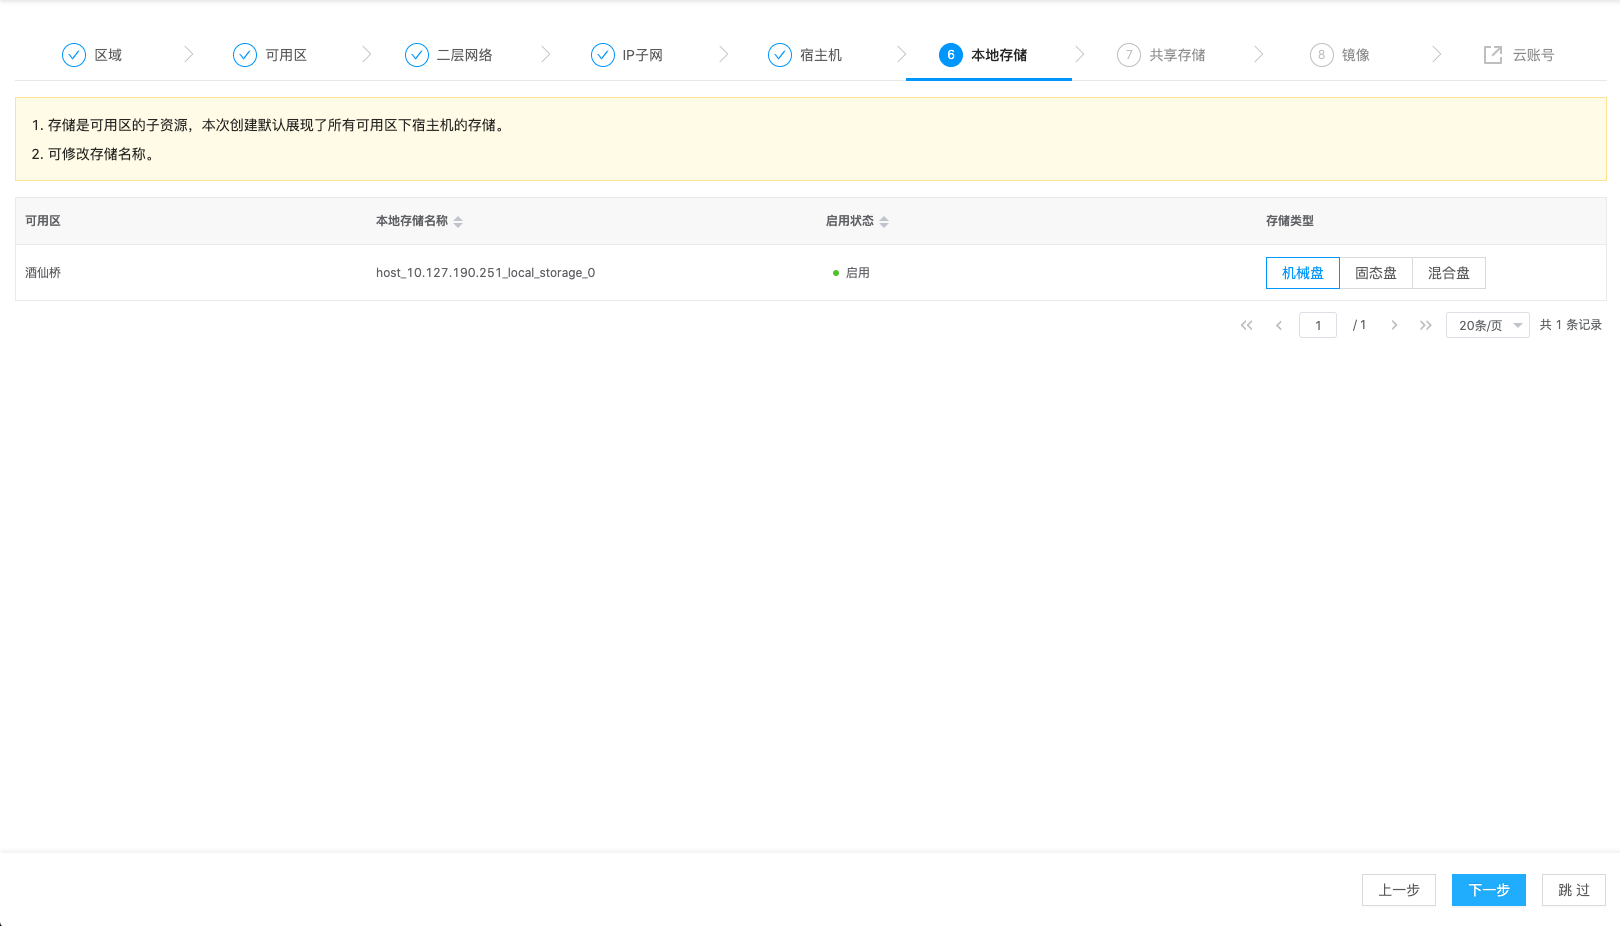 区域 可用区 二层网络 IP子网 宿主机 6 本地存储 7 共享存储 8 镜像 云账号
1. 存储是可用区的子资源，本次创建默认展现了所有可用区下宿主机的存储。
2. 可修改存储名称。
可用区 本地存储名称 启用状态 存储类型
酒仙桥 host_10.127.190.251_local_storage_0 启用 机械盘 固态盘 混合盘
1 / 1 20条/页 共 1 条记录
上一步 下一步 跳 过